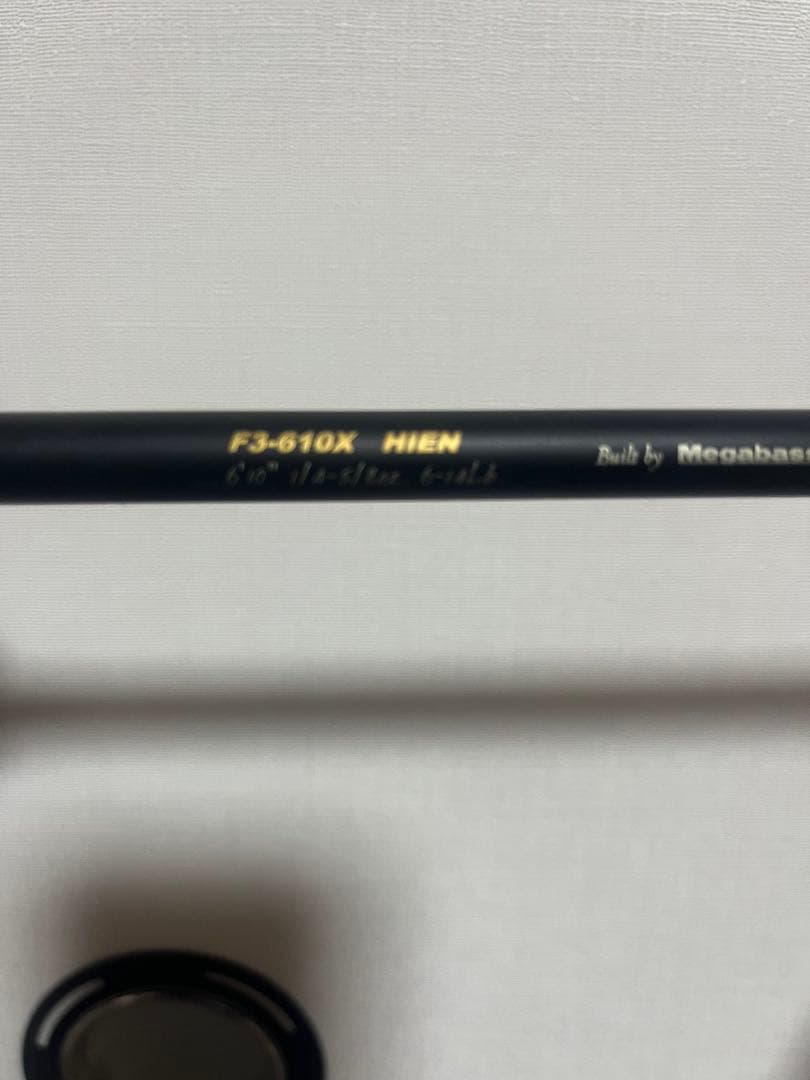 F3-610X HIEN
6'10" 1/4-5/8oz 6-14Lb
Built by Megabass